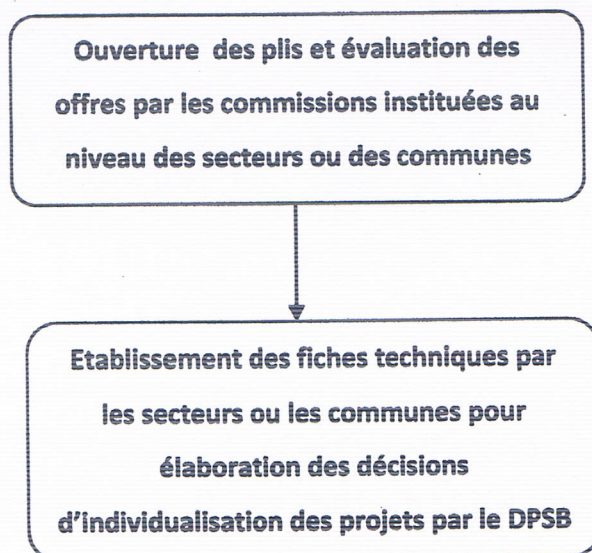 Ouverture des plis et évaluation des
offres par les commissions instituées au
niveau des secteurs ou des communes
Etablissement des fiches techniques par
les secteurs ou les communes pour
élaboration des décisions
d'individualisation des projets par le DPSB